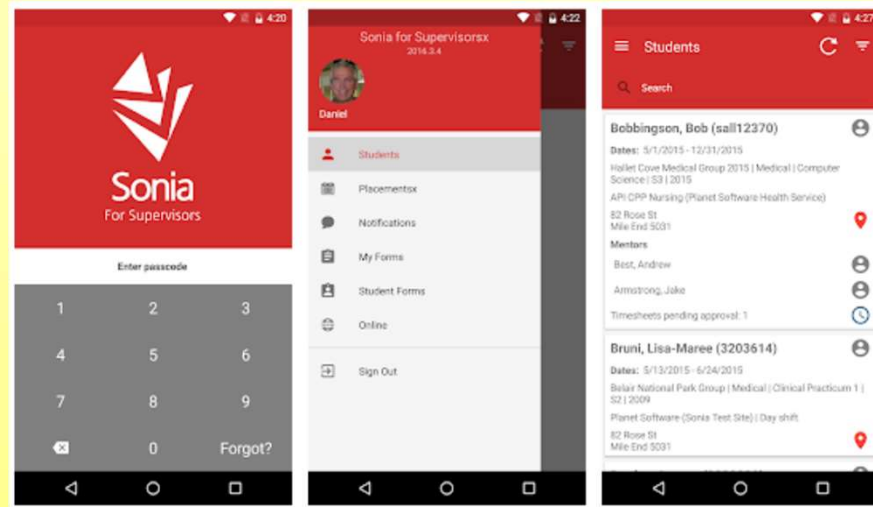 4:20
Sonia
For Supervisors
Enter passcode
1 2 3
4 5 6
7 8 9
0 Forgot?
4:22
Sonia for Supervisorsx
2016.3.4
Daniel
Students
Placementsx
Notifications
My Forms
Student Forms
Online
Sign Out
4:27
Students
Search
Bobbingson, Bob (sall12370)
Dates: 5/1/2015 - 12/31/2015
Hallet Cove Medical Group 2015 | Medical | Computer
Science | S3 | 2015
API CPP Nursing (Planet Software Health Service)
82 Rose St
Mile End 5031
Mentors
Best, Andrew
Armstrong, Jake
Timesheets pending approval: 1
Bruni, Lisa-Maree (3203614)
Dates: 5/13/2015 - 6/24/2015
Belair National Park Group | Medical | Clinical Practicum 1 |
S2 | 2009
Planet Software (Sonia Test Site) | Day shift
82 Rose St
Mile End 5031